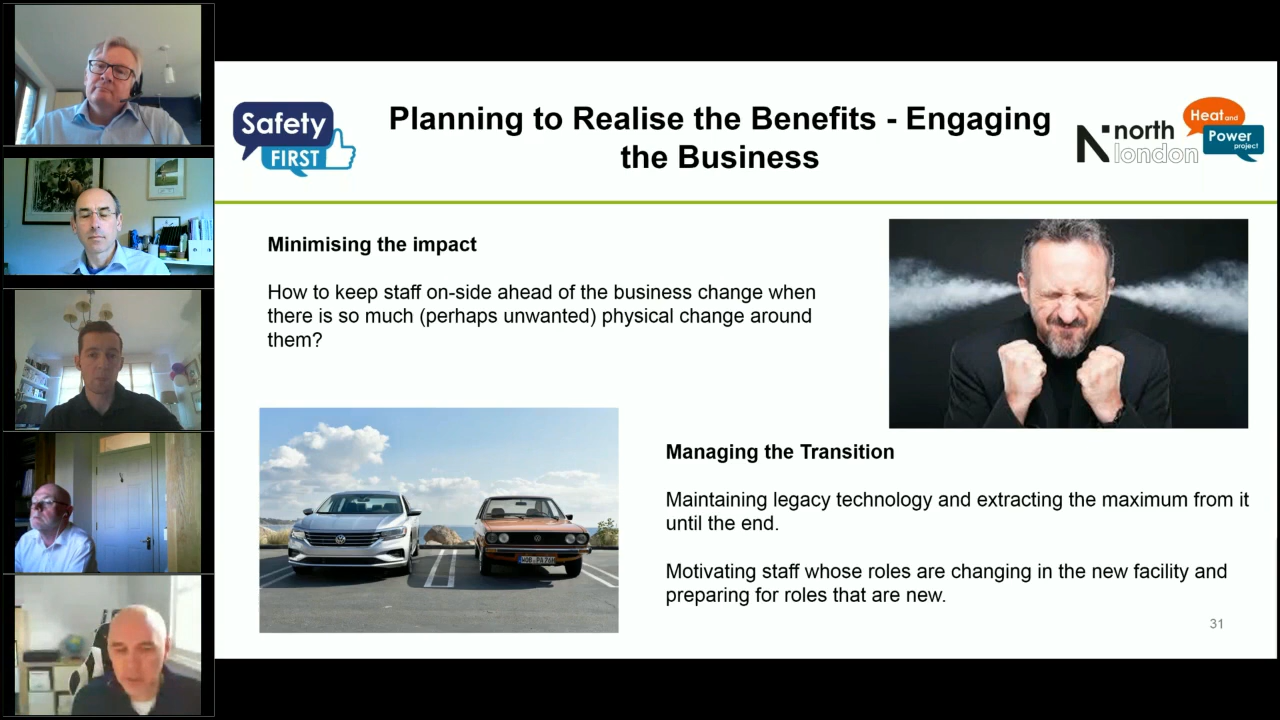 Safety
FIRST
Planning to Realise the Benefits - Engaging
the Business
north
london
Heat and
Power
project
Minimising the impact
How to keep staff on-side ahead of the business change when
there is so much (perhaps unwanted) physical change around
them?
Managing the Transition
Maintaining legacy technology and extracting the maximum from it
until the end.
Motivating staff whose roles are changing in the new facility and
preparing for roles that are new.
31